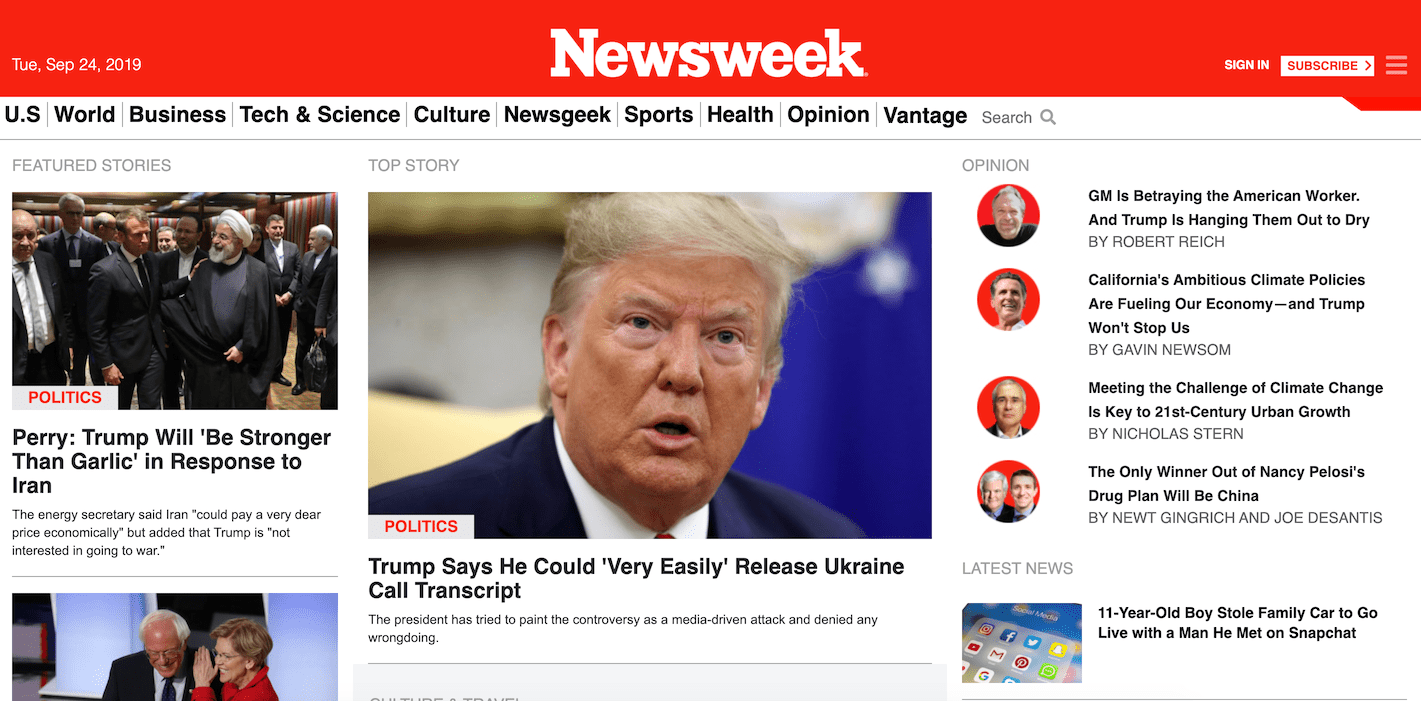 Newsweek
Tue, Sep 24, 2019
SIGN IN
SUBSCRIBE
U.S
World
Business
Tech & Science
Culture
Newsgeek
Sports
Health
Opinion
Vantage
Search
FEATURED STORIES
POLITICS
Perry: Trump Will 'Be Stronger
Than Garlic' in Response to
Iran
The energy secretary said Iran "could pay a very dear
price economically" but added that Trump is "not
interested in going to war."
TOP STORY
POLITICS
Trump Says He Could 'Very Easily' Release Ukraine
Call Transcript
The president has tried to paint the controversy as a media-driven attack and denied any
wrongdoing.
CULTURE & TRAVEL
OPINION
GM Is Betraying the American Worker.
And Trump Is Hanging Them Out to Dry
BY ROBERT REICH
California's Ambitious Climate Policies
Are Fueling Our Economy—and Trump
Won't Stop Us
BY GAVIN NEWSOM
Meeting the Challenge of Climate Change
Is Key to 21st-Century Urban Growth
BY NICHOLAS STERN
The Only Winner Out of Nancy Pelosi's
Drug Plan Will Be China
BY NEWT GINGRICH AND JOE DESANTIS
LATEST NEWS
Social Media
11-Year-Old Boy Stole Family Car to Go
Live with a Man He Met on Snapchat